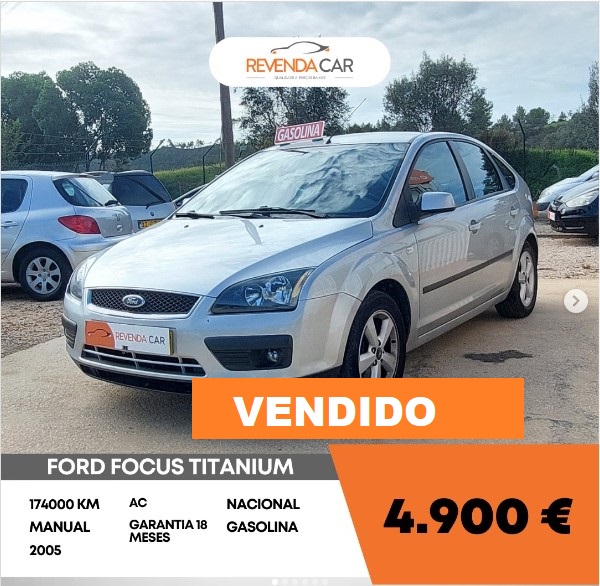 REVENDA CAR
GASOLINA
Ford
REVENDA CAR
VENDIDO
FORD FOCUS TITANIUM
174000 KM
MANUAL
2005
AC
GARANTIA 18
MESES
NACIONAL
GASOLINA
4.900 €